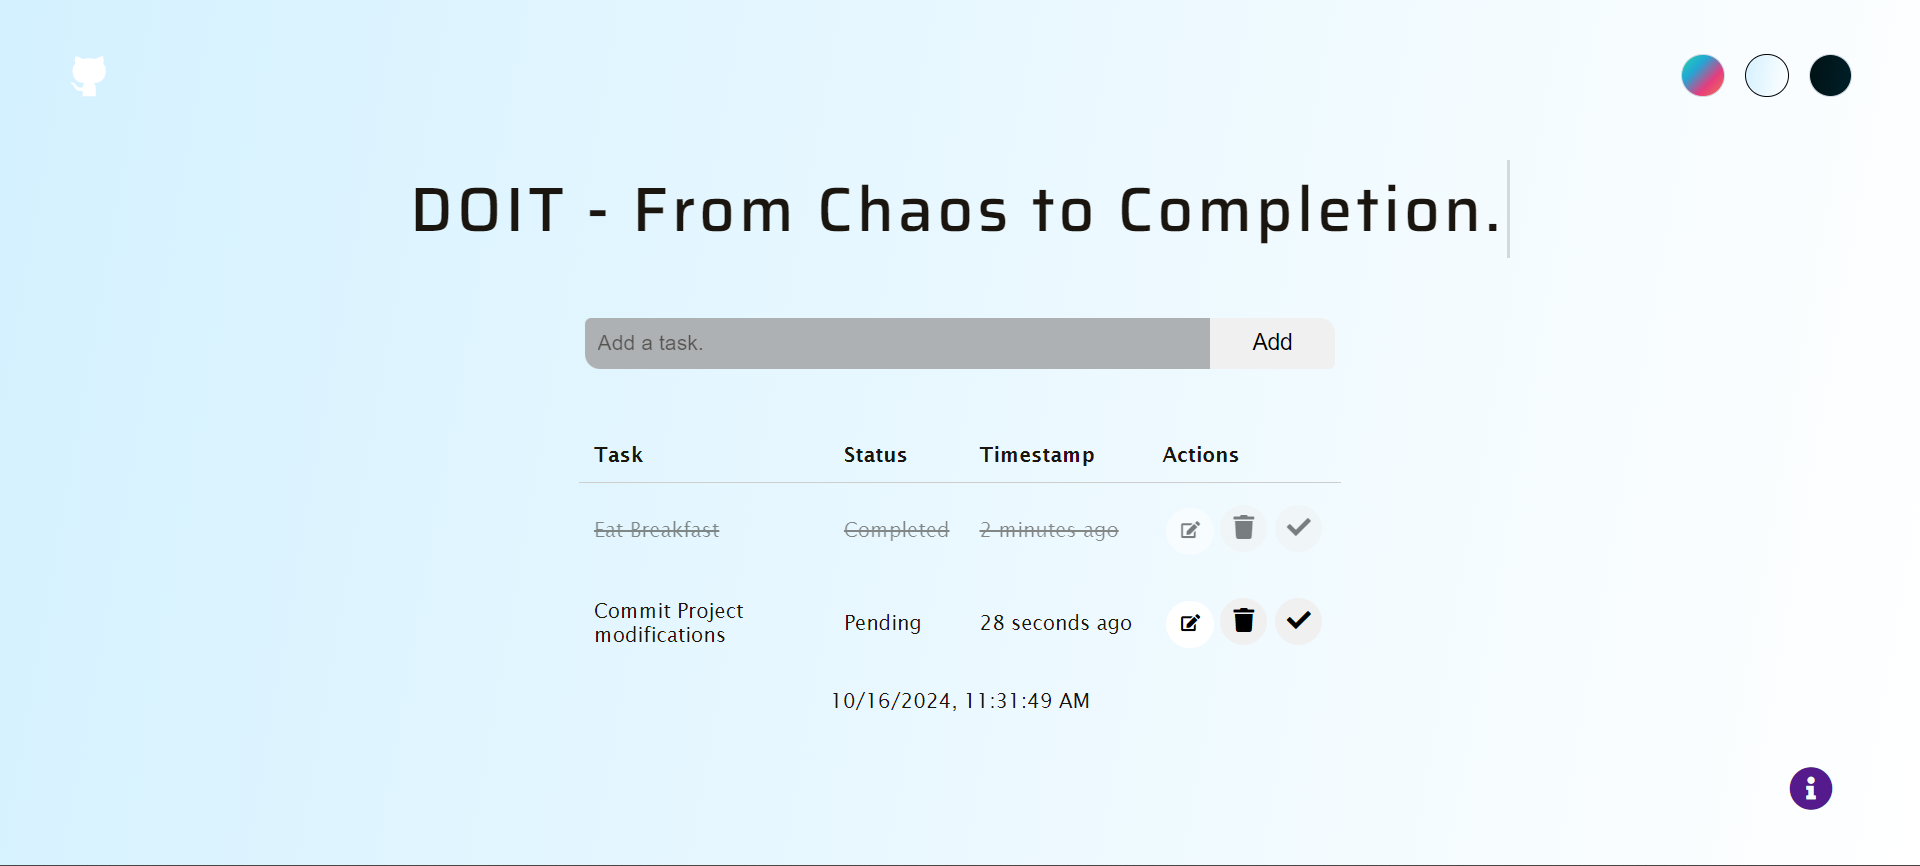 DOIT - From Chaos to Completion.
Add a task.
Add
Task Status Timestamp Actions
Eat Breakfast Completed 2 minutes ago
Commit Project
modifications
Pending 28 seconds ago
10/16/2024, 11:31:49 AM